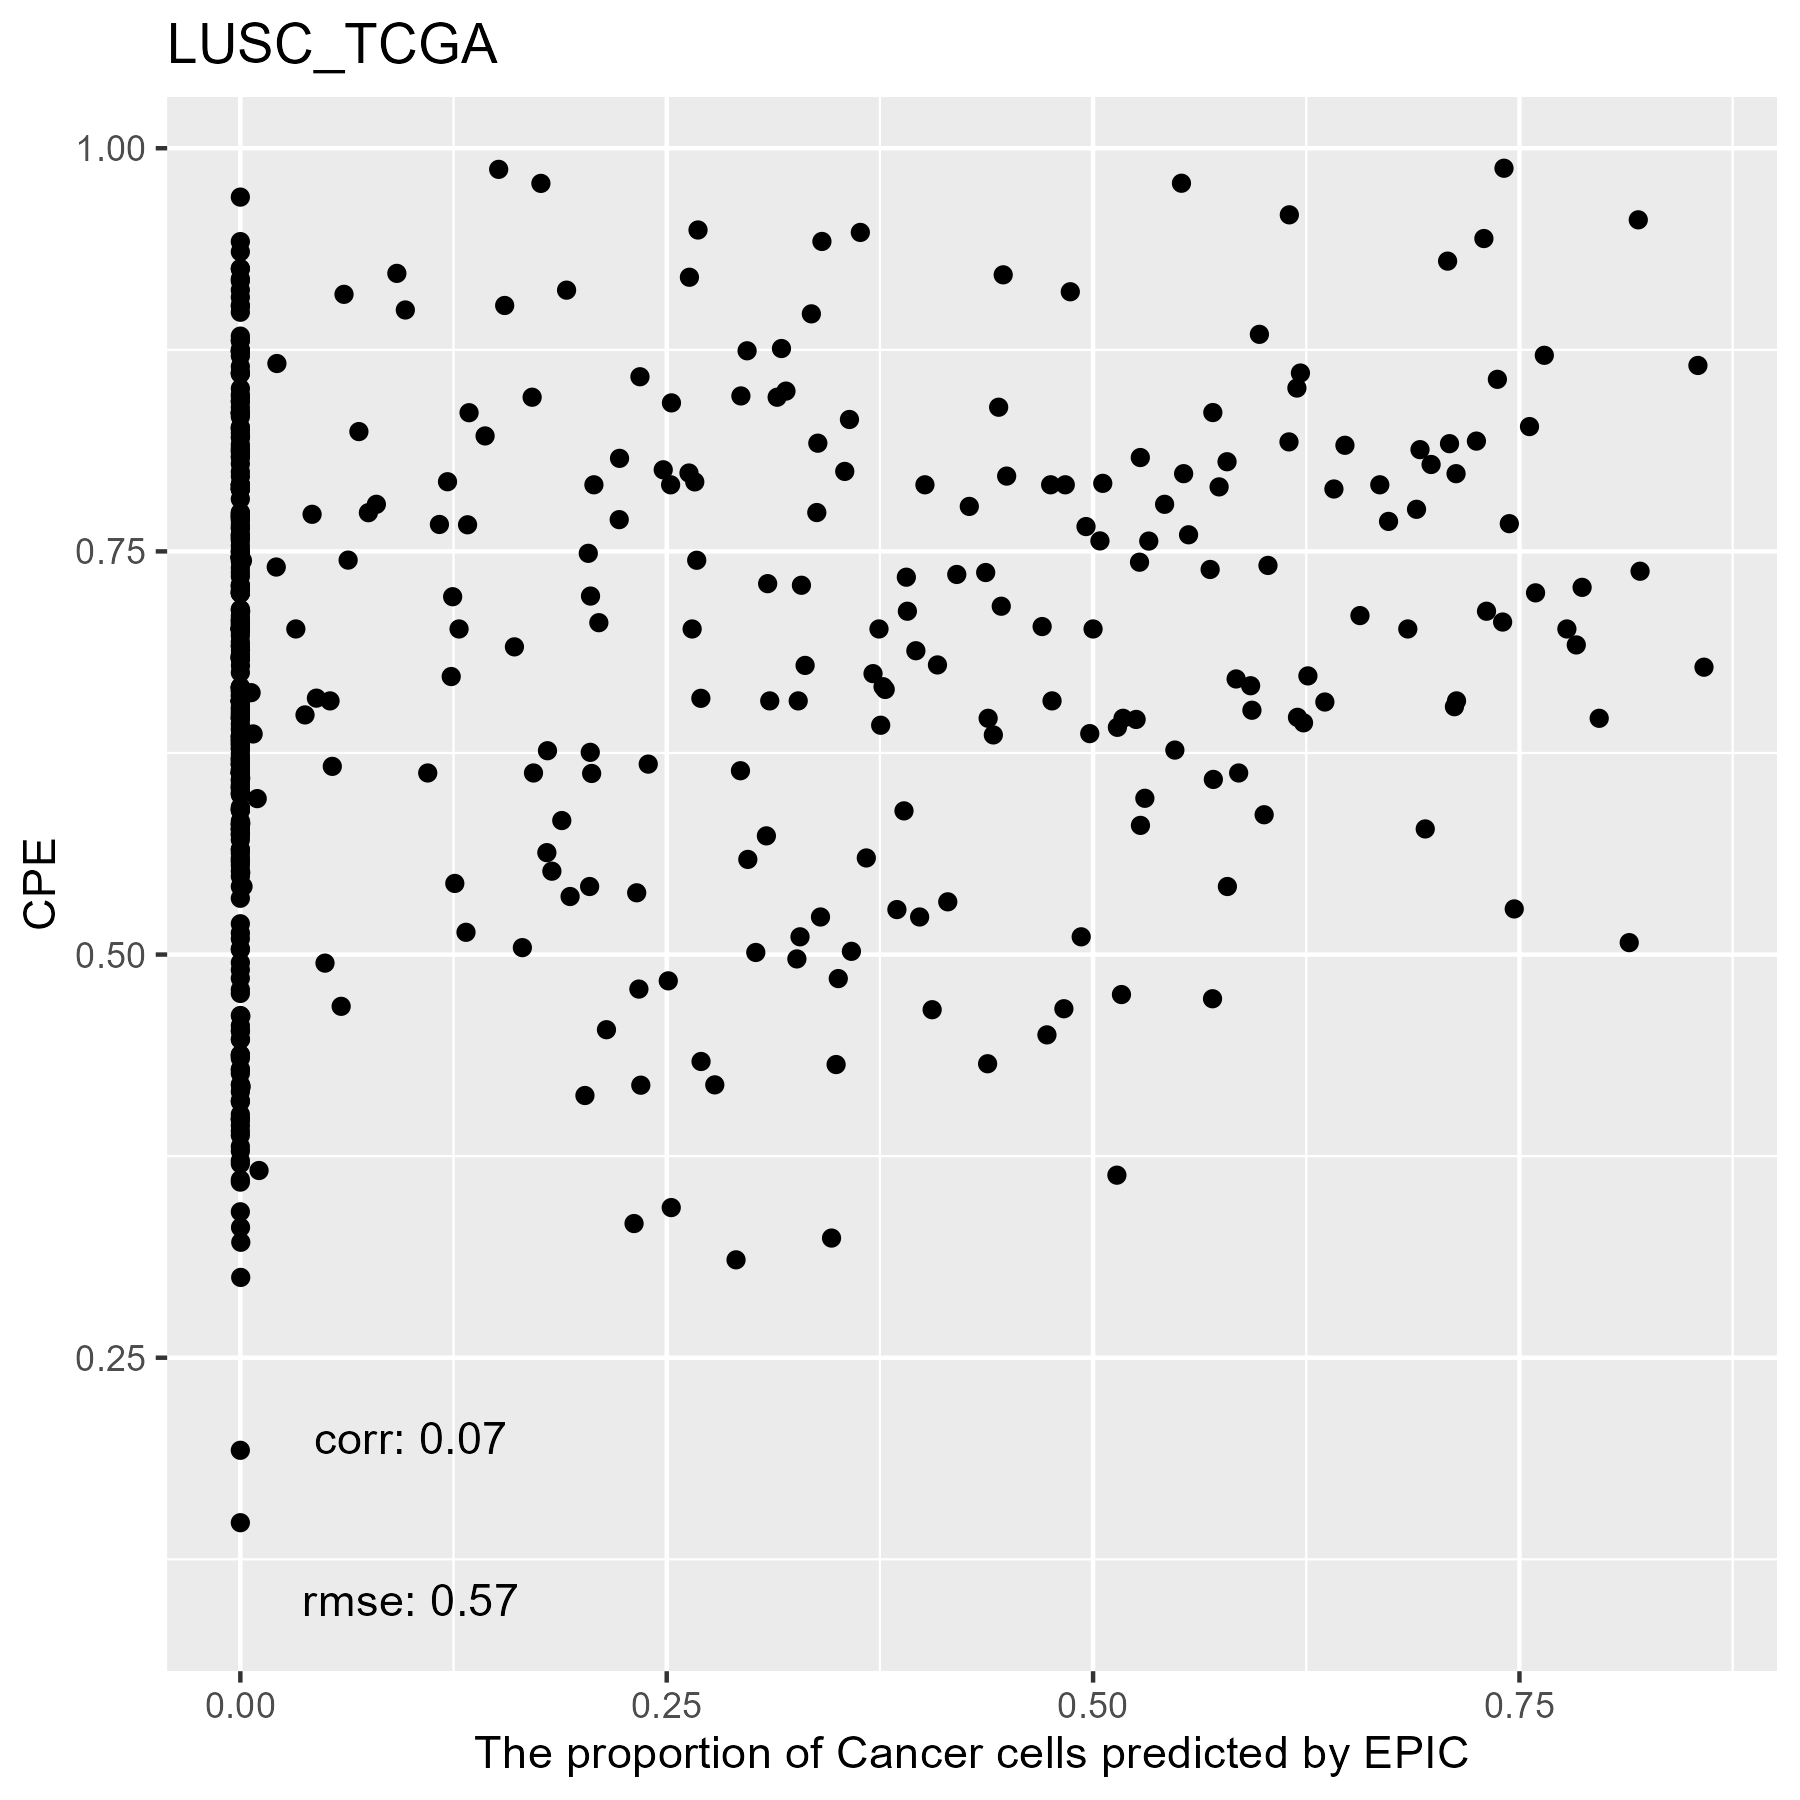 LUSC_TCGA
1.00
0.75
0.50
0.25
CPE
corr: 0.07
rmse: 0.57
0.00 0.25 0.50 0.75
The proportion of Cancer cells predicted by EPIC